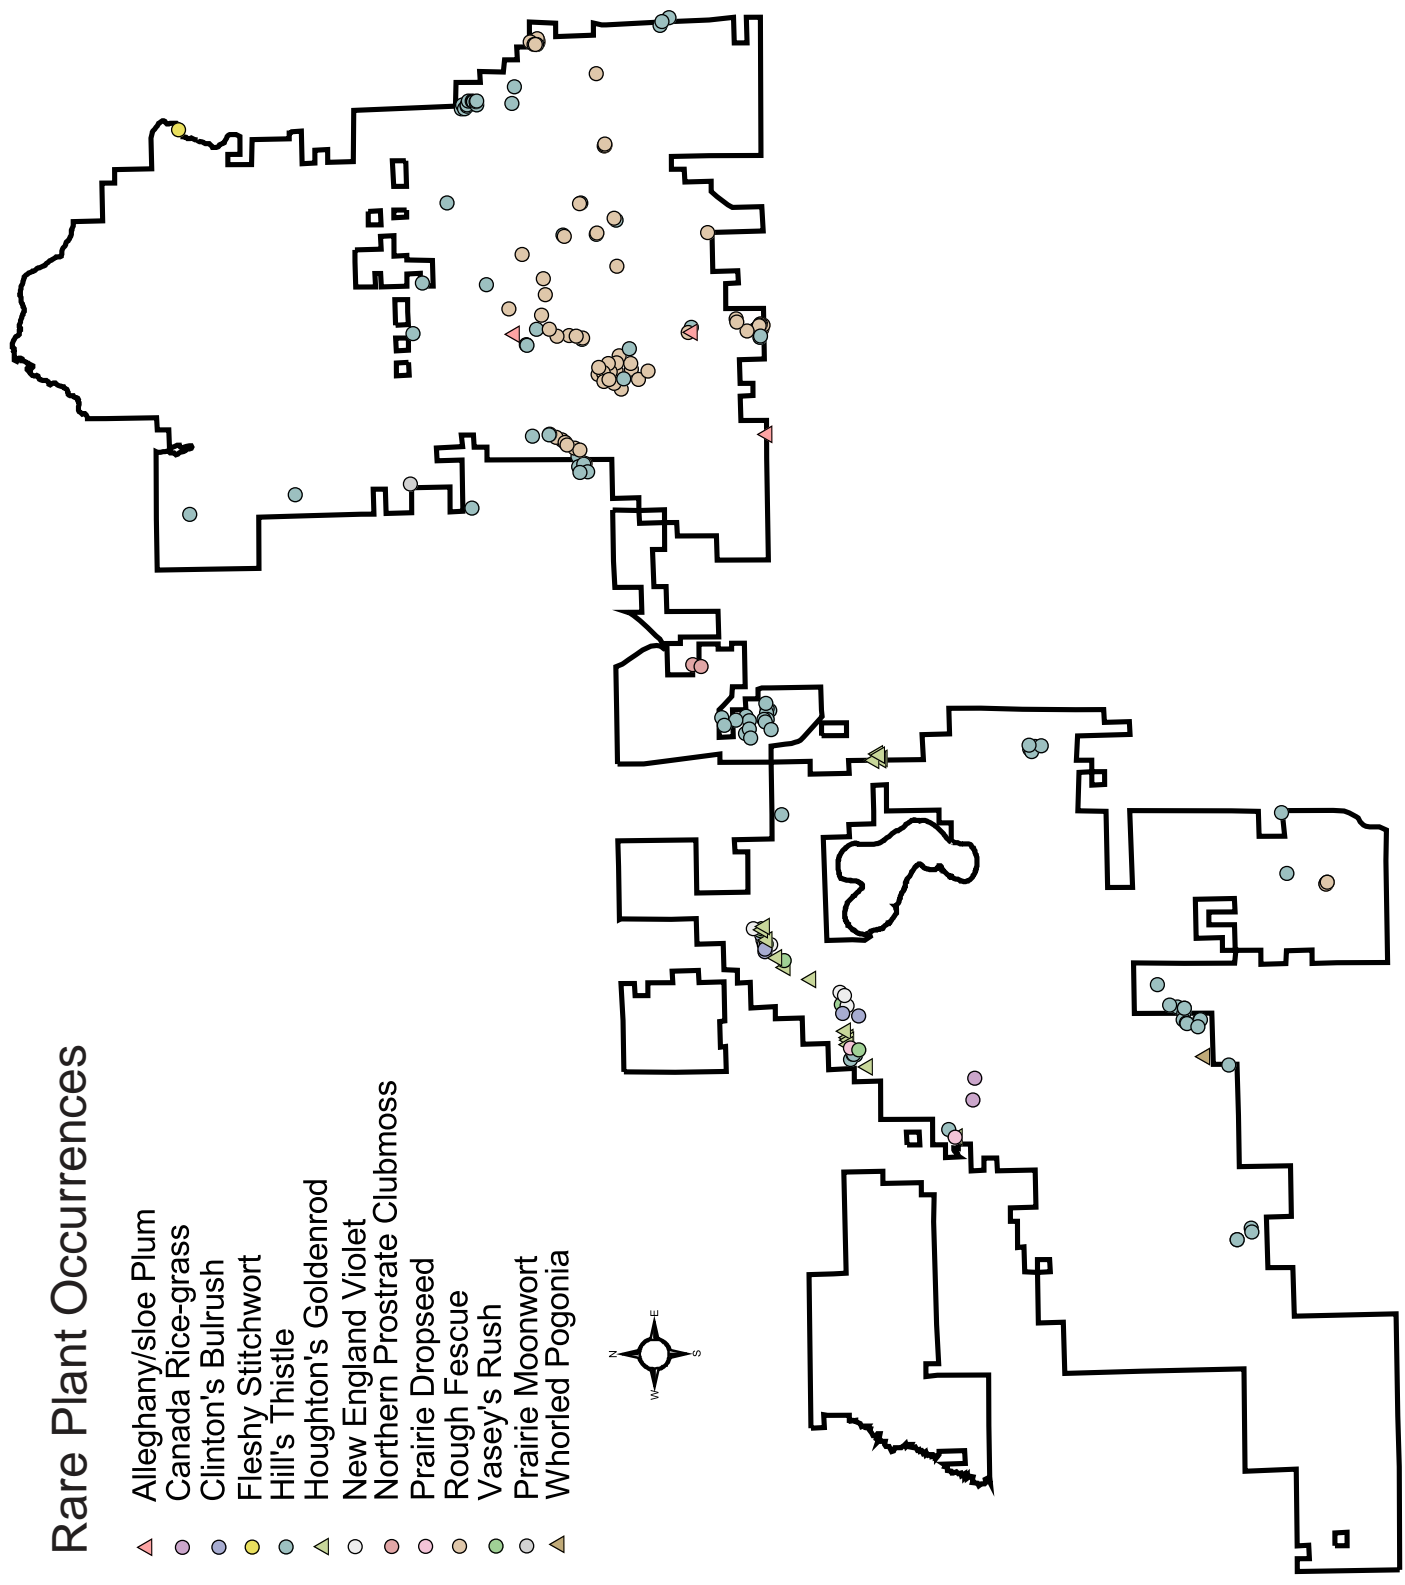 Rare Plant Occurrences
Alleghany/sloe Plum
Canada Rice-grass
Clinton's Bulrush
Fleshy Stitchwort
Hill's Thistle
Houghton's Goldenrod
New England Violet
Northern Prostrate Clubmoss
Prairie Dropseed
Rough Fescue
Vasey's Rush
Prairie Moonwort
Whorled Pogonia
N
W
E
S